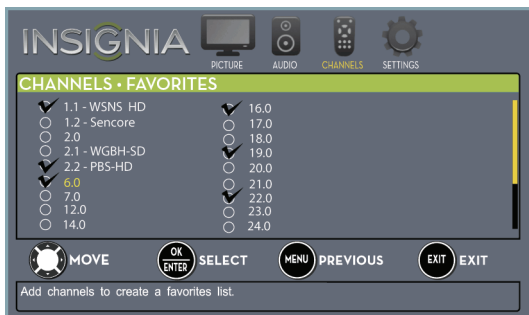 INSIGNIA
PICTURE AUDIO CHANNELS SETTINGS
CHANNELS • FAVORITES
1.1 - WSNS HD
1.2 - Sencore
2.0
2.1 - WGBH-SD
2.2 - PBS-HD
6.0
7.0
12.0
14.0
16.0
17.0
18.0
19.0
20.0
21.0
22.0
23.0
24.0
MOVE OK ENTER SELECT MENU PREVIOUS EXIT EXIT
Add channels to create a favorites list.